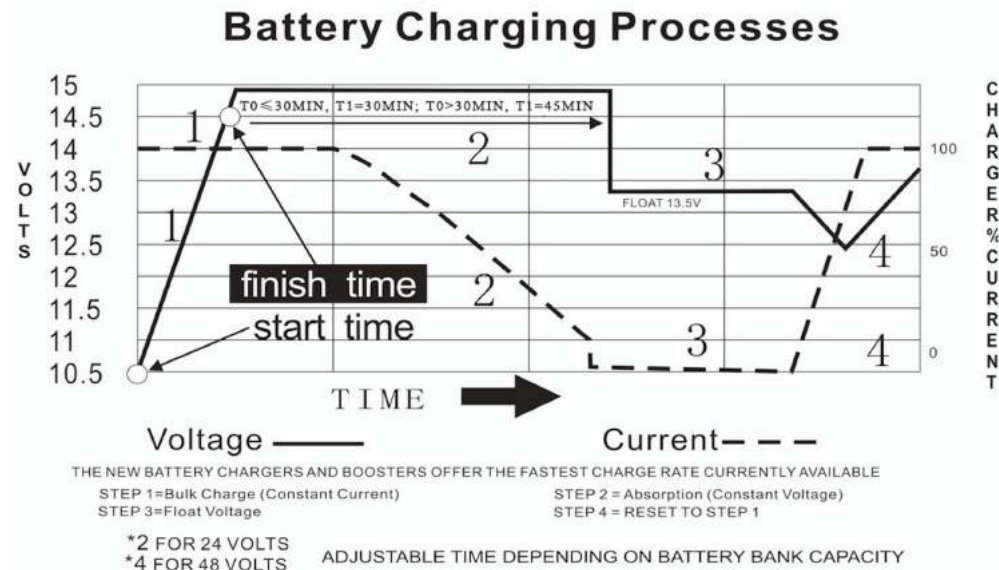 Battery Charging Processes
15
14.5
14
13.5
13
12.5
12
11.5
11
10.5
VOLTS
T0≤30MIN, T1=30MIN; T0>30MIN, T1=45MIN
1
1
2
2
3
FLOAT 13.5V
3
4
4
finish time
start time
100
50
0
CHARGER%CURRENT
TIME
Voltage
Current
THE NEW BATTERY CHARGERS AND BOOSTERS OFFER THE FASTEST CHARGE RATE CURRENTLY AVAILABLE
STEP 1=Bulk Charge (Constant Current)
STEP 2 = Absorption (Constant Voltage)
STEP 3=Float Voltage
STEP 4 = RESET TO STEP 1
*2 FOR 24 VOLTS
*4 FOR 48 VOLTS
ADJUSTABLE TIME DEPENDING ON BATTERY BANK CAPACITY